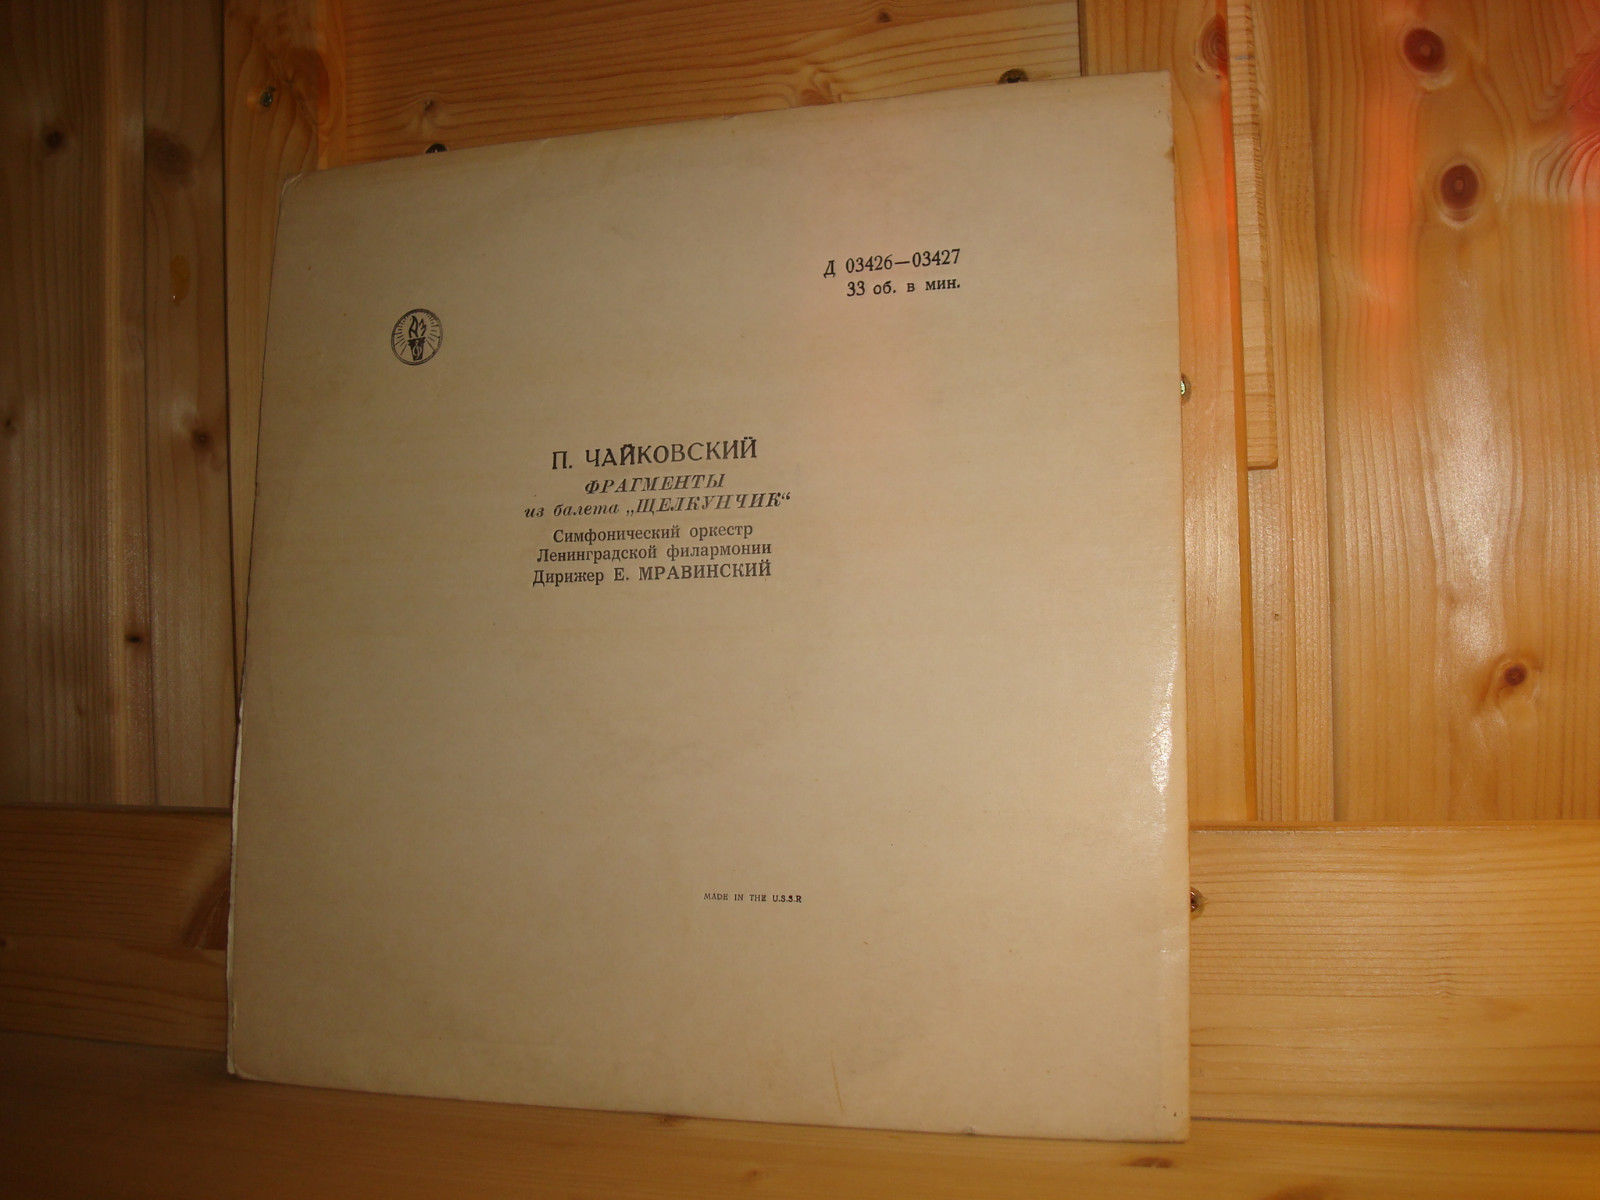 Д 03426—03427
33 об. в мин.
П. ЧАЙКОВСКИЙ
ФРАГМЕНТЫ
из балета „ЩЕЛКУНЧИК“
Симфонический оркестр
Ленинградской филармонии
Дирижер Е. МРАВИНСКИЙ
MADE IN THE U.S.S.R